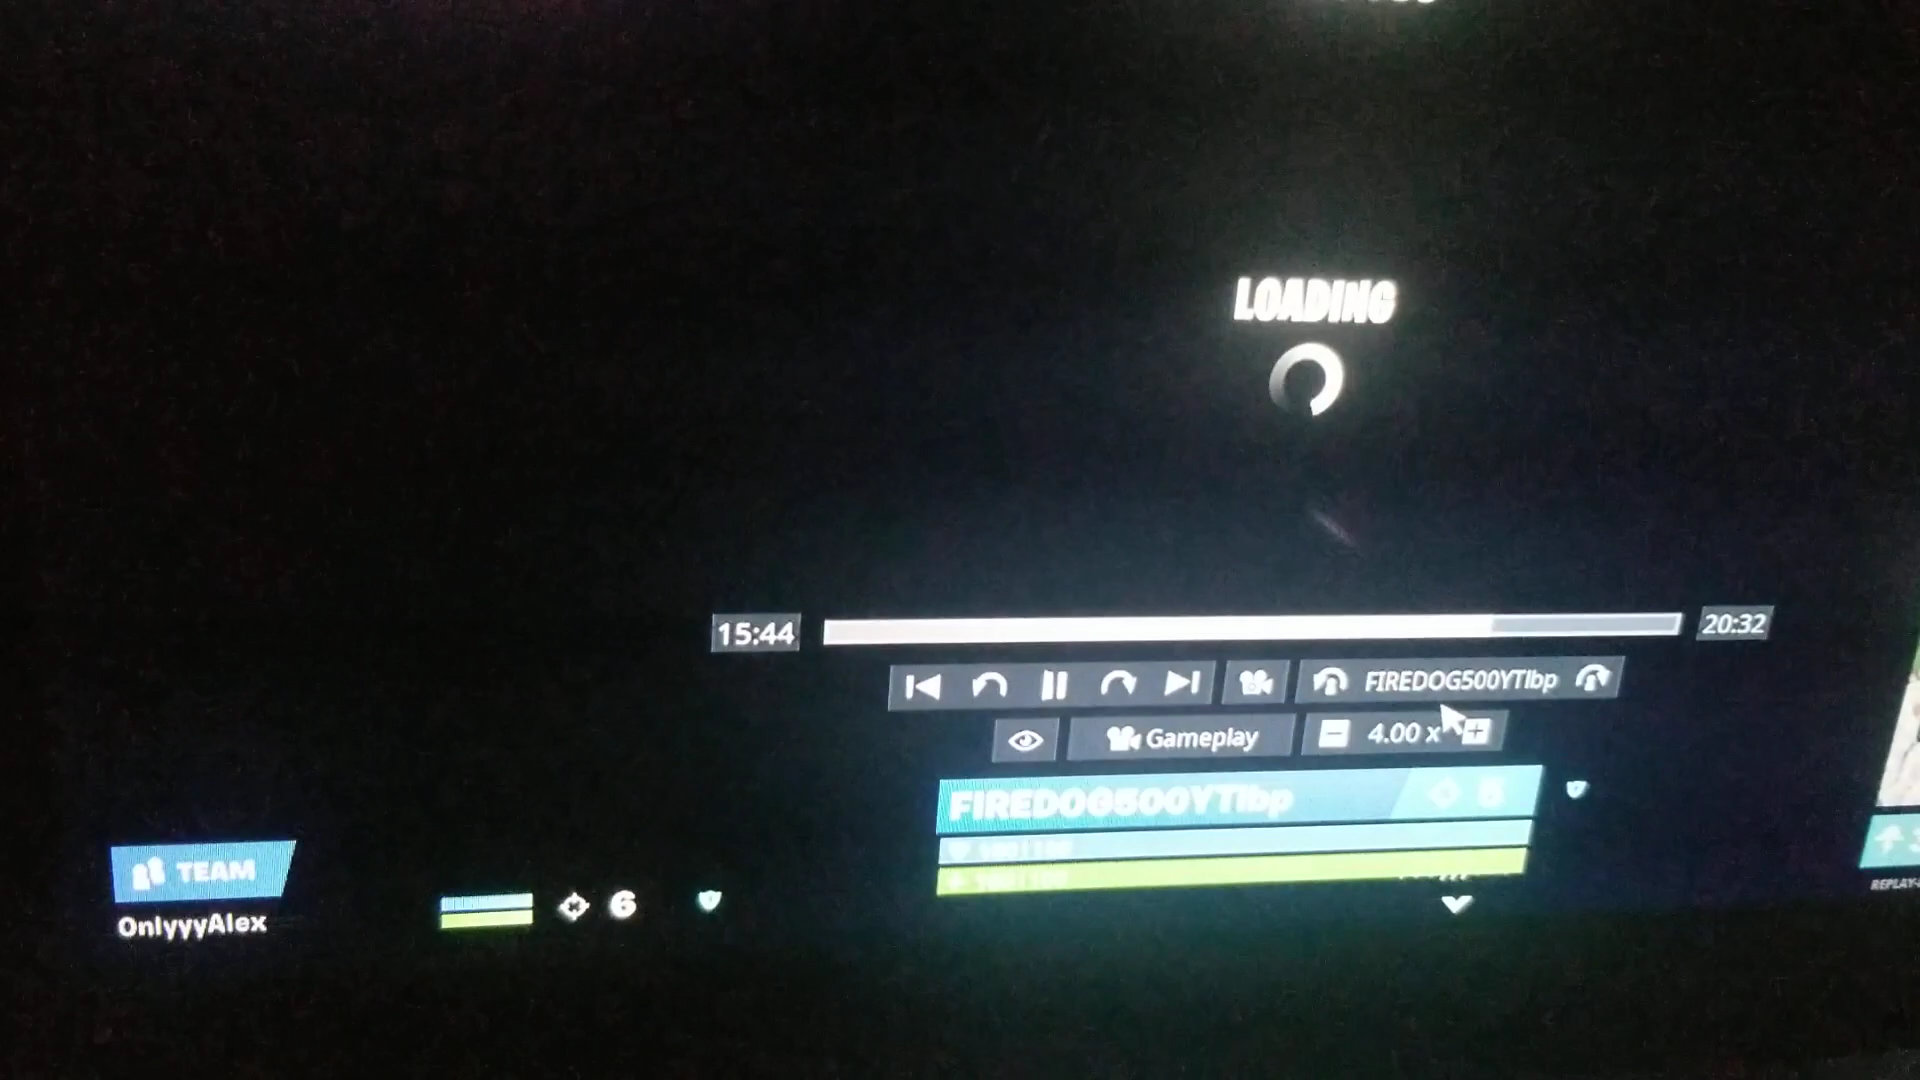 LOADING
15:44
20:32
FIREDOG500YTlbp
Gameplay
4.00 x
FIREDOG500YTlbp
TEAM
OnlyyyAlex
6